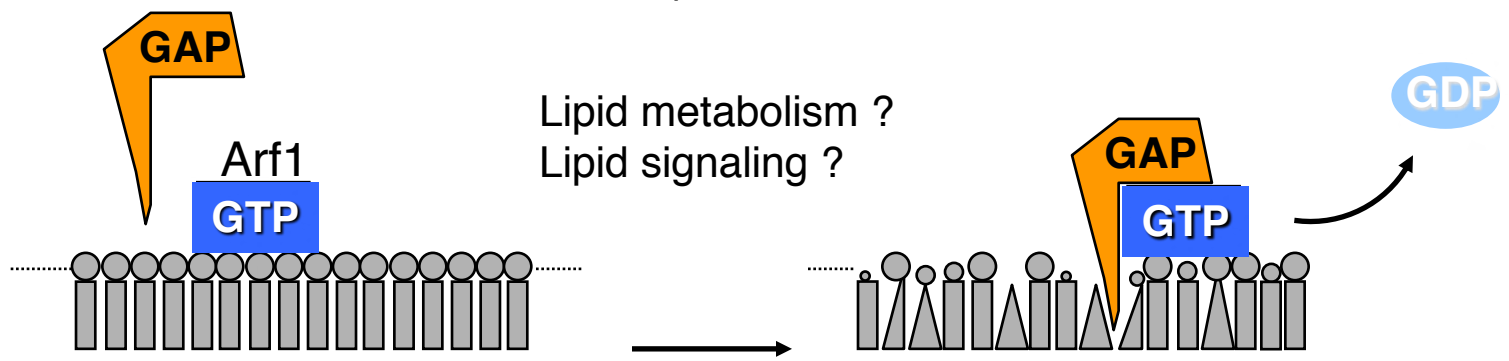 GAP
Arf1
GTP
Lipid metabolism ?
Lipid signaling ?
GAP
GTP
GDP